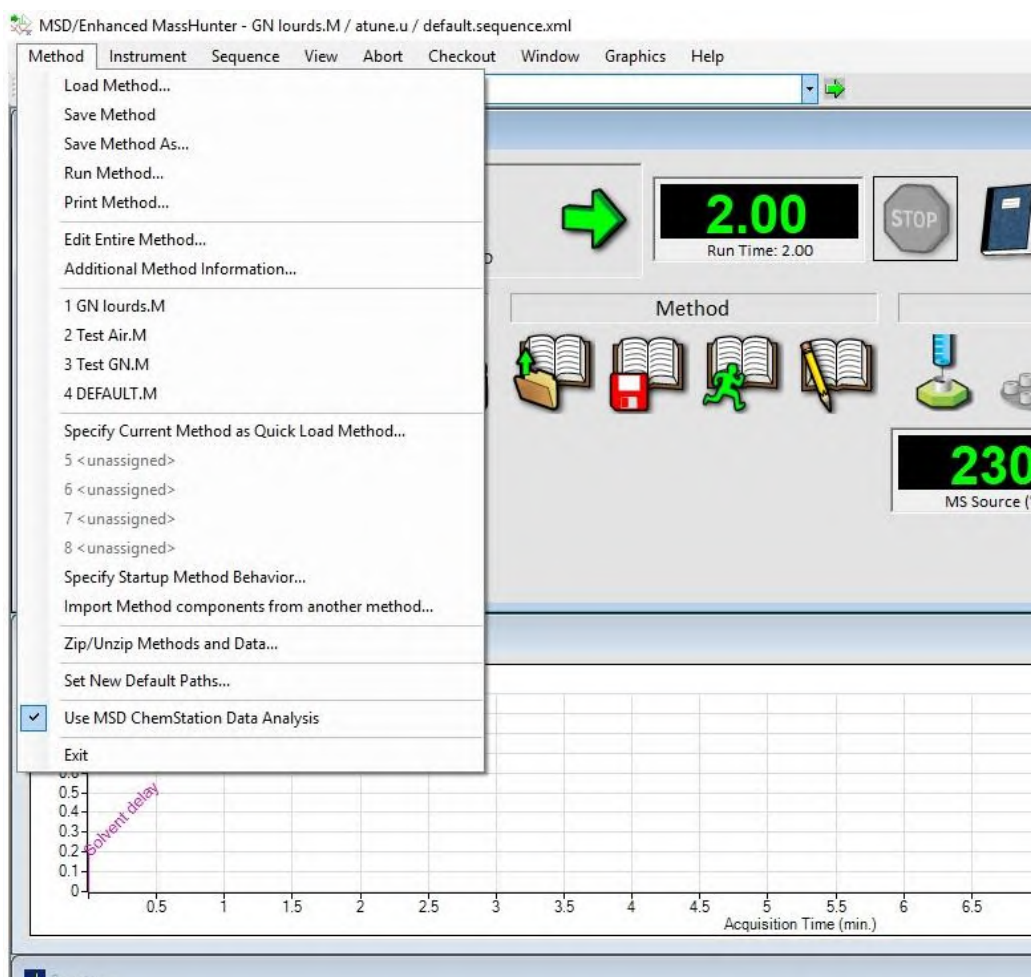 MSD/Enhanced MassHunter - GN lourds.M / atune.u / default.sequence.xml
Method Instrument Sequence View Abort Checkout Window Graphics Help
Load Method...
Save Method
Save Method As...
Run Method...
Print Method...
Edit Entire Method...
Additional Method Information...
1 GN lourds.M
2 Test Air.M
3 Test GN.M
4 DEFAULT.M
Specify Current Method as Quick Load Method...
5 <unassigned>
6 <unassigned>
7 <unassigned>
8 <unassigned>
Specify Startup Method Behavior...
Import Method components from another method...
Zip/Unzip Methods and Data...
Set New Default Paths...
Use MSD ChemStation Data Analysis
Exit
2.00
Run Time: 2.00
STOP
Method
230
MS Source (
0.5
0.4
0.3
0.2
0.1
0
Solvent delay
0.5 1 1.5 2 2.5 3 3.5 4 4.5 5 5.5 6 6.5
Acquisition Time (min.)